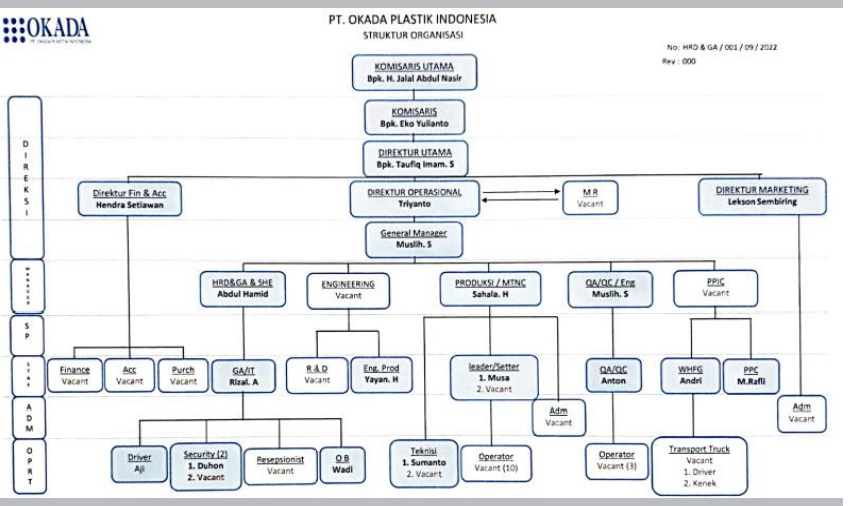 OKADA
PT. OKADA PLASTIK INDONESIA
PT. OKADA PLASTIK INDONESIA
STRUKTUR ORGANISASI
No: HRD & GA / 001 / 09 / 2022
Rev : 000
KOMISARIS UTAMA
Bpk. H. Jalal Abdul Nasir
KOMISARIS
Bpk. Eko Yulianto
DIREKTUR UTAMA
Bpk. Taufiq Imam. S
DIREKSI
Direktur Fin & Acc
Hendra Setiawan
DIREKTUR OPERASIONAL
Triyanto
M R
Vacant
DIREKTUR MARKETING
Lekson Sembiring
General Manager
Muslih. S
HRD&GA & SHE
Abdul Hamid
ENGINEERING
Vacant
PRODUKSI / MTNC
Sahala. H
QA/QC / Eng
Muslih. S
PPIC
Vacant
SP
STAF
Finance
Vacant
Acc
Vacant
Purch
Vacant
GA/IT
Rizal. A
R & D
Vacant
Eng. Prod
Yayan. H
leader/Setter
1. Musa
2. Vacant
QA/QC
Anton
WHFG
Andri
PPC
M.Rafli
ADM
Adm
Vacant
Adm
Vacant
OPRT
Driver
Aji
Security (2)
1. Duhon
2. Vacant
Resepsionist
Vacant
O B
Wadi
Teknisi
1. Sumanto
2. Vacant
Operator
Vacant (10)
Operator
Vacant (3)
Transport Truck
Vacant
1. Driver
2. Kenek